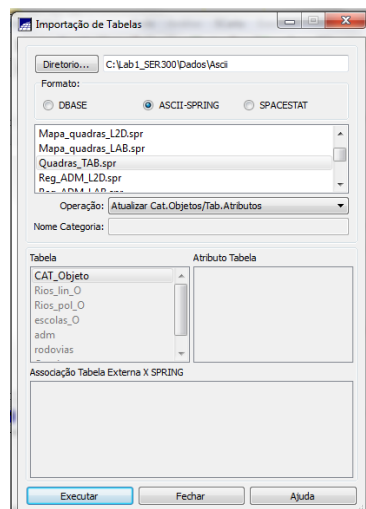 Importação de Tabelas
Diretorio... C:\Lab1_SER300\Dados\Ascii
Formato:
DBASE ASCII-SPRING SPACESTAT
Mapa_quadras_L2D.spr
Mapa_quadras_LAB.spr
Quadras_TAB.spr
Reg_ADM_L2D.spr
Reg_ADM_LAB.spr
Operação: Atualizar Cat.Objetos/Tab.Atributos
Nome Categoria:
Tabela Atributo Tabela
CAT_Objeto
Rios_lin_O
Rios_pol_O
escolas_O
adm
rodovias
Associação Tabela Externa X SPRING
Executar Fechar Ajuda